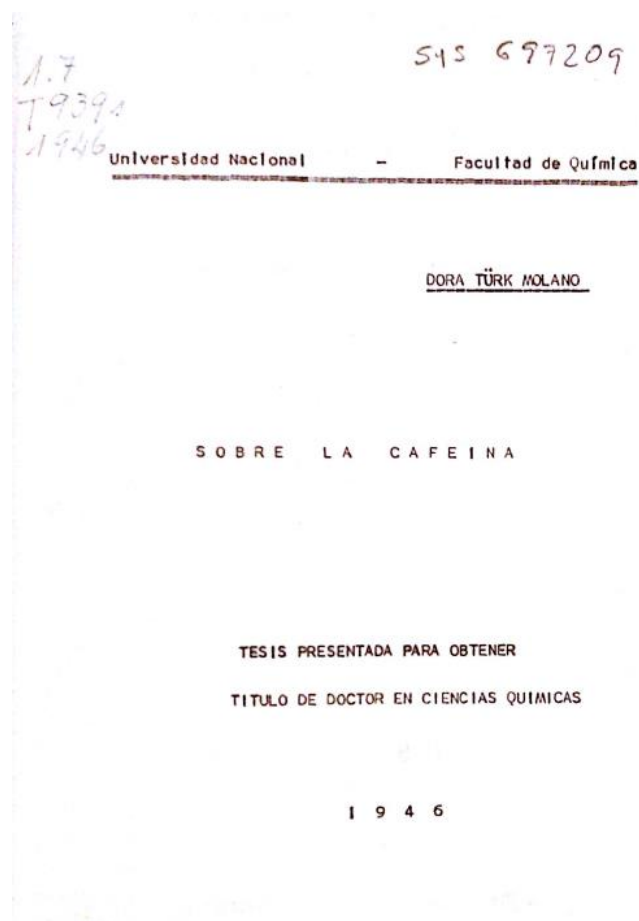 SYS 697209
1.7
T9391
1946
Universidad Nacional – Facultad de Química
DORA TÜRK MOLANO
SOBRE LA CAFEINA
TESIS PRESENTADA PARA OBTENER
TITULO DE DOCTOR EN CIENCIAS QUIMICAS
1946